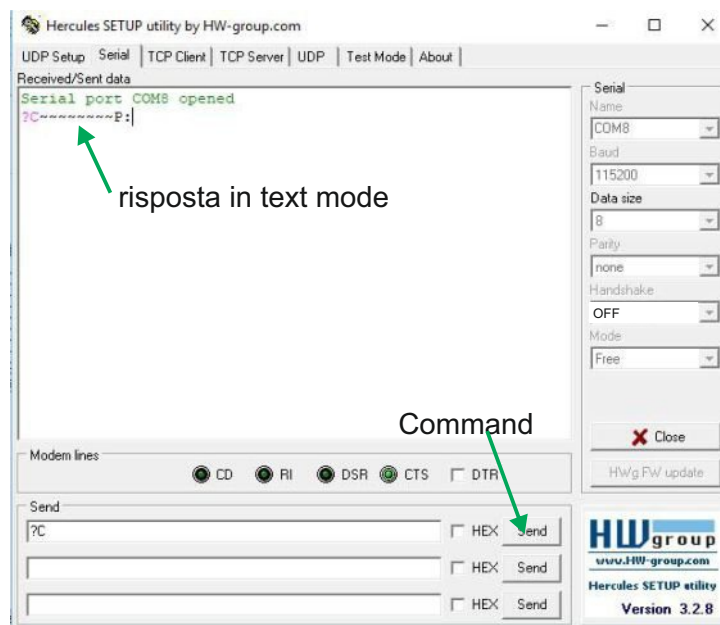 Hercules SETUP utility by HW-group.com
UDP Setup Serial TCP Client TCP Server UDP Test Mode About
Received/Sent data
Serial port COM8 opened
?C~~~~~~~~P:
risposta in text mode
Serial
Name
COM8
Baud
115200
Data size
8
Parity
none
Handshake
OFF
Mode
Free
Command
Close
HWg FW update
Modem lines
CD RI DSR CTS DTR
Send
?C HEX Send
HEX Send
HEX Send
HW group
www.HW-group.com
Hercules SETUP utility
Version 3.2.8